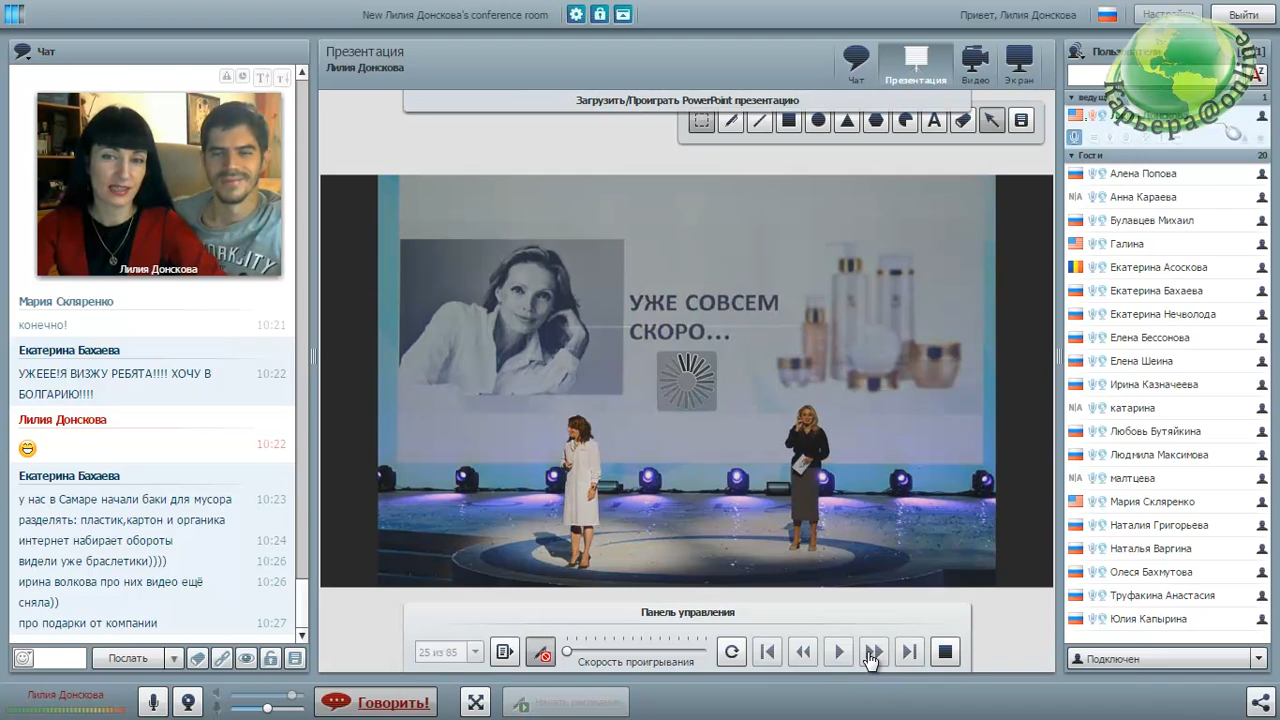 New Лилия Донскова's conference room
Привет, Лилия Донскова
Настройки
Выйти
Чат
Лилия Донскова
Мария Скляренко
конечно!
10:21
Екатерина Бахаева
УЖЕЕЕ!Я ВИЗЖУ РЕБЯТА!!!! ХОЧУ В
10:22
БОЛГАРИЮ!!!!
Лилия Донскова
10:22
Екатерина Бахаева
у нас в Самаре начали баки для мусора
10:23
разделять: пластик,картон и органика
интернет набирает обороты
10:24
видели уже браслетики))))
10:26
ирина волкова про них видео ещё
10:26
сняла))
про подарки от компании
10:27
Послать
Презентация
Лилия Донскова
Чат
Презентация
Видео
Экран
Загрузить/Проиграть PowerPoint презентацию
УЖЕ СОВСЕМ
СКОРО...
Панель управления
25 из 85
Скорость проигрывания
карьера@online
ведущ
1
Гости
20
Алена Попова
Анна Караева
Булавцев Михаил
Галина
Екатерина Асоскова
Екатерина Бахаева
Екатерина Нечволода
Елена Бессонова
Елена Шеина
Ирина Казначеева
катарина
Любовь Бутяйкина
Людмила Максимова
малтцева
Мария Скляренко
Наталия Григорьева
Наталья Варгина
Олеся Бахмутова
Труфакина Анастасия
Юлия Капырина
Подключен
Лилия Донскова
Говорить!
Начать рисование